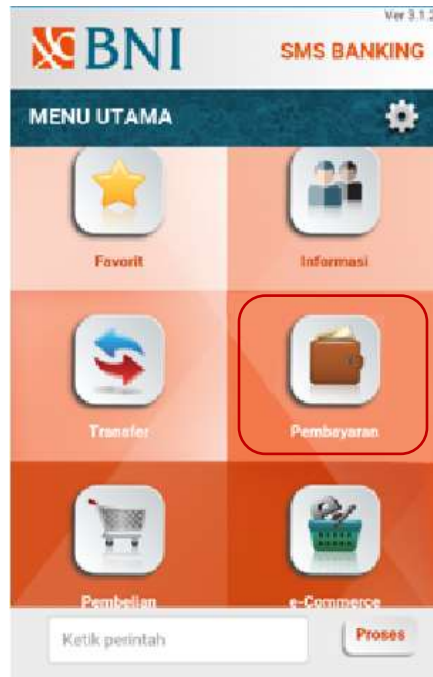 Ver 3.1.2
BNI
SMS BANKING
MENU UTAMA
Favorit
Informasi
Transfer
Pembayaran
Pembelian
e-Commerce
Ketik perintah
Proses